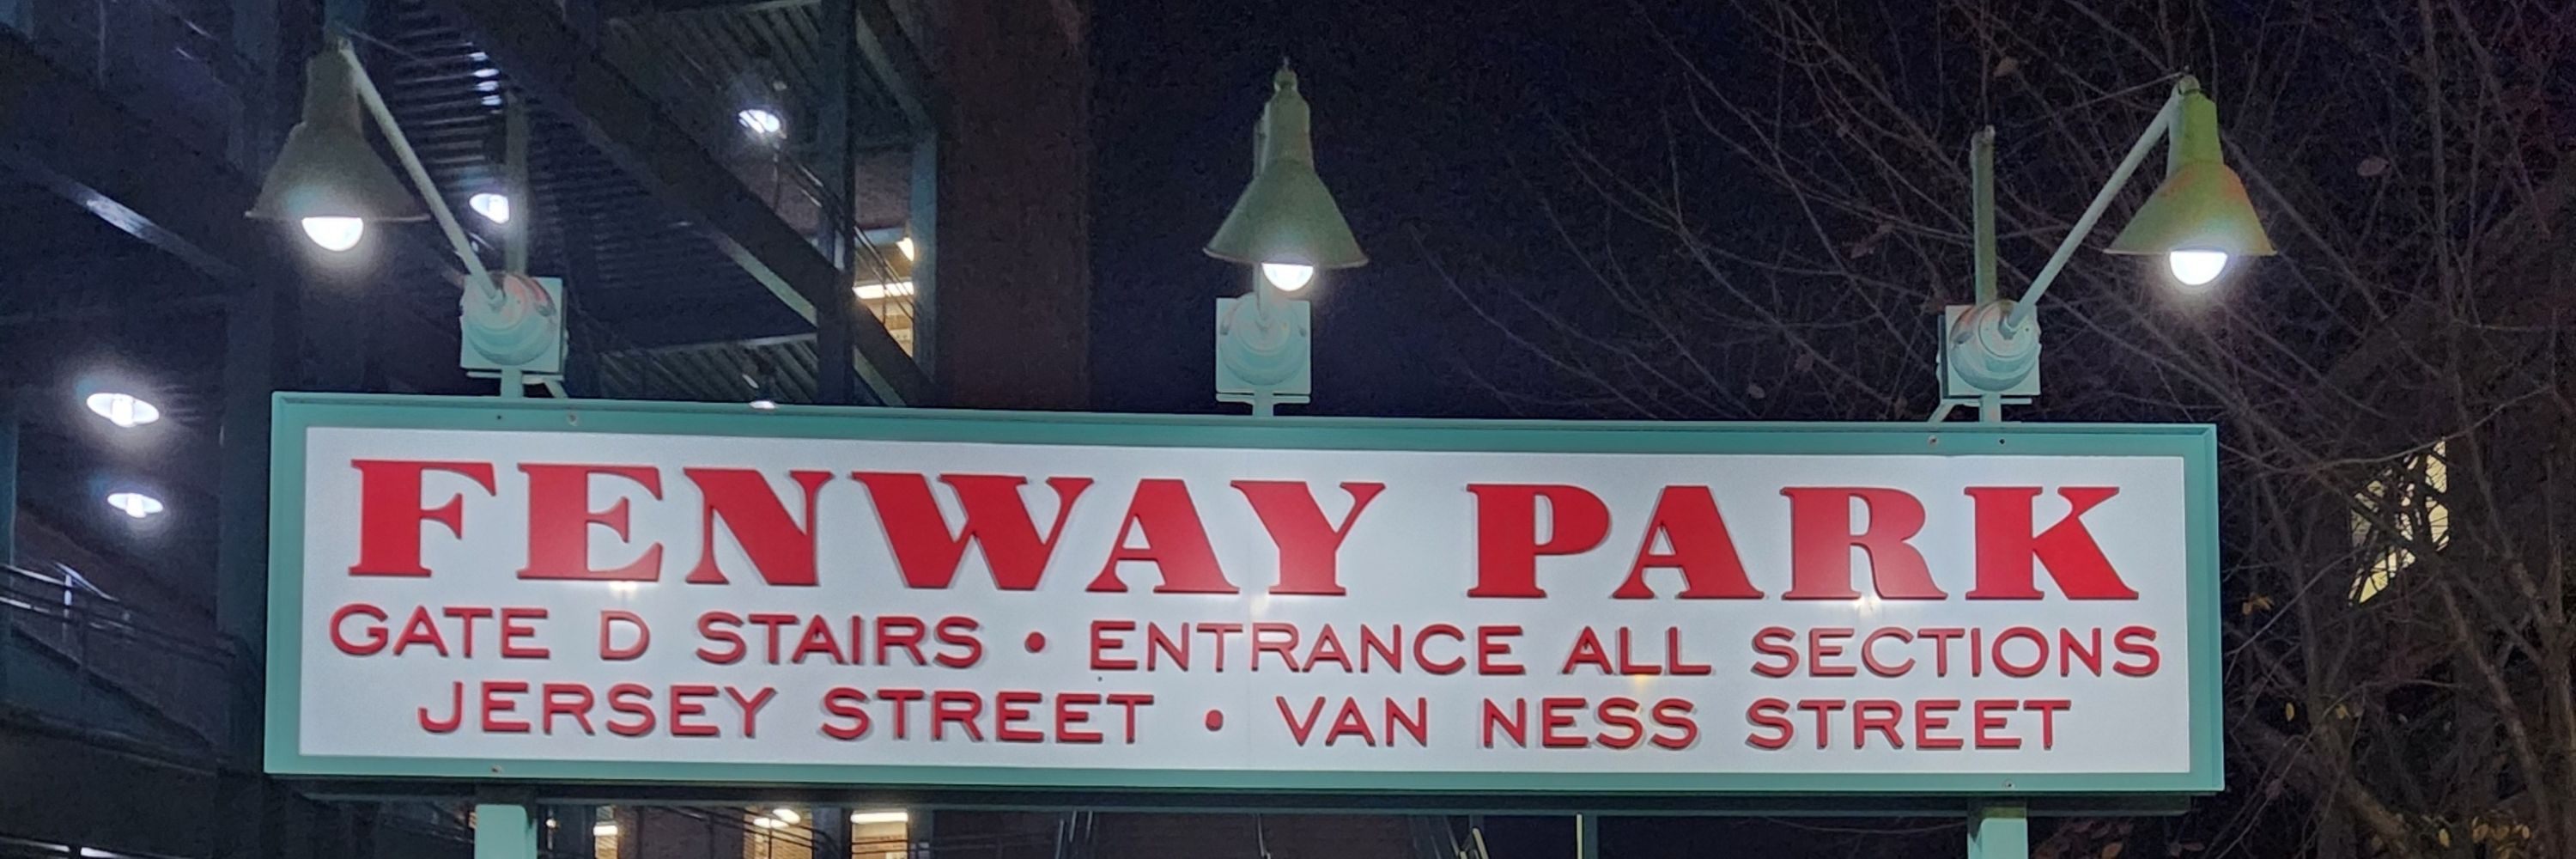 FENWAY PARK
GATE D STAIRS • ENTRANCE ALL SECTIONS
JERSEY STREET • VAN NESS STREET